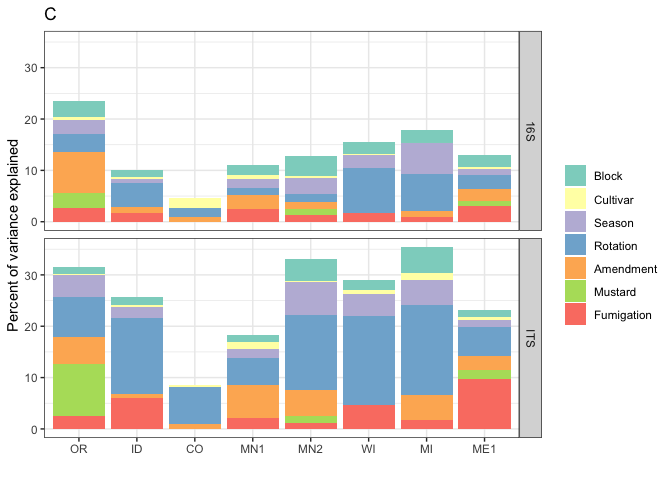 C
Percent of variance explained
30
20
10
0
16S
30
20
10
0
ITS
OR ID CO MN1 MN2 WI MI ME1
Block
Cultivar
Season
Rotation
Amendment
Mustard
Fumigation